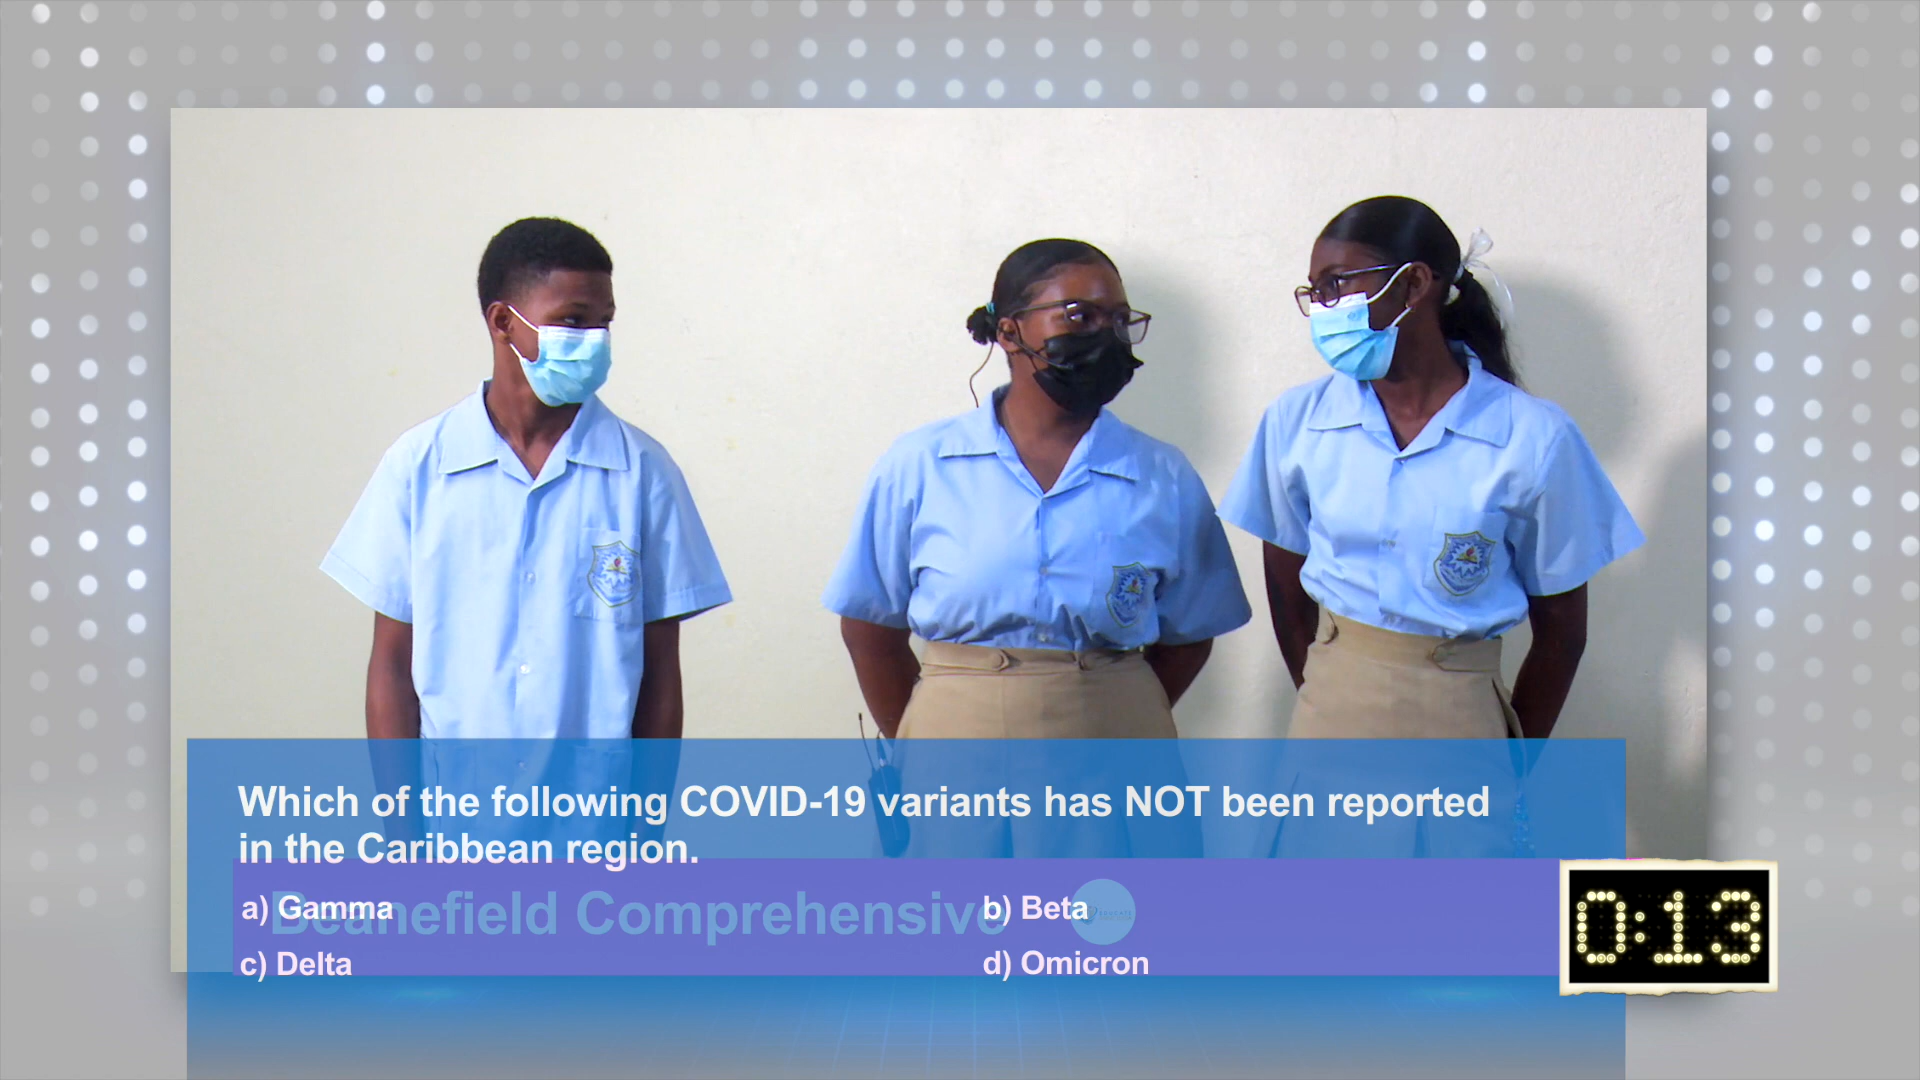 Which of the following COVID-19 variants has NOT been reported
in the Caribbean region.
Beanefield Comprehensive
a) Gamma
b) Beta
c) Delta
d) Omicron
0:13